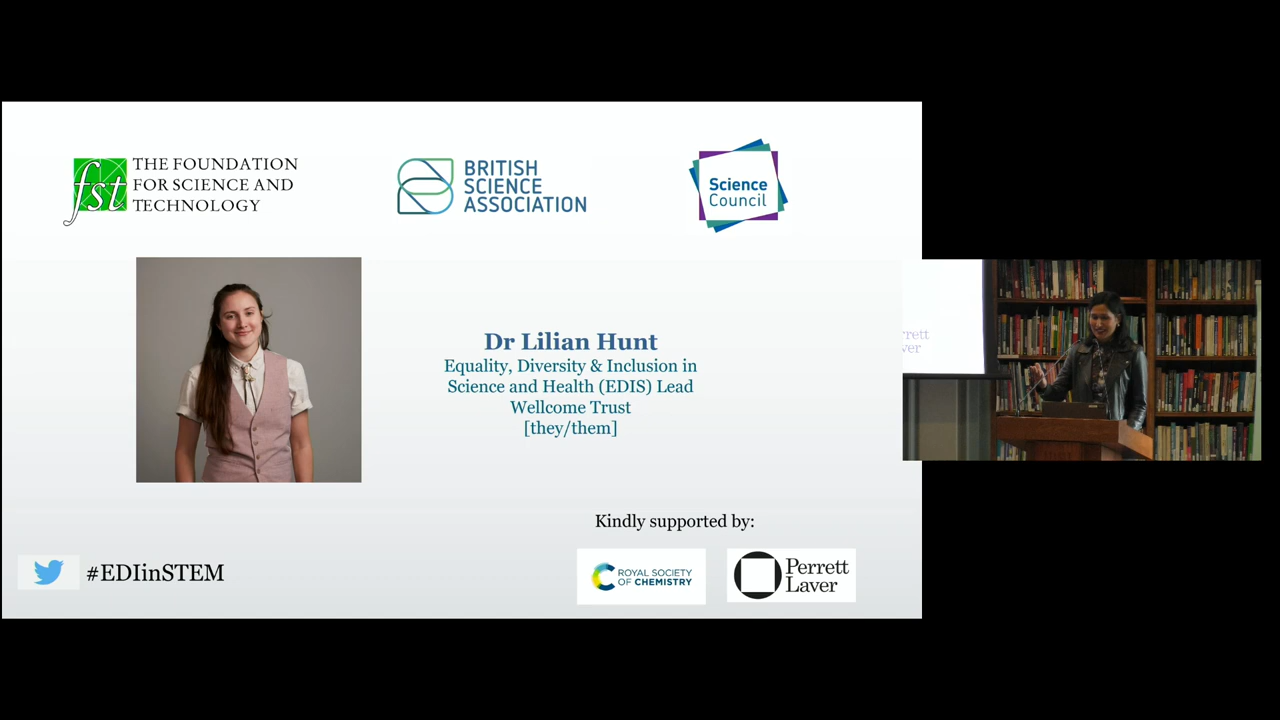 fst
THE FOUNDATION
FOR SCIENCE AND
TECHNOLOGY
BRITISH
SCIENCE
ASSOCIATION
Science
Council
Dr Lilian Hunt
Equality, Diversity & Inclusion in
Science and Health (EDIS) Lead
Wellcome Trust
[they/them]
Kindly supported by:
#EDIinSTEM
ROYAL SOCIETY
OF CHEMISTRY
Perrett
Laver